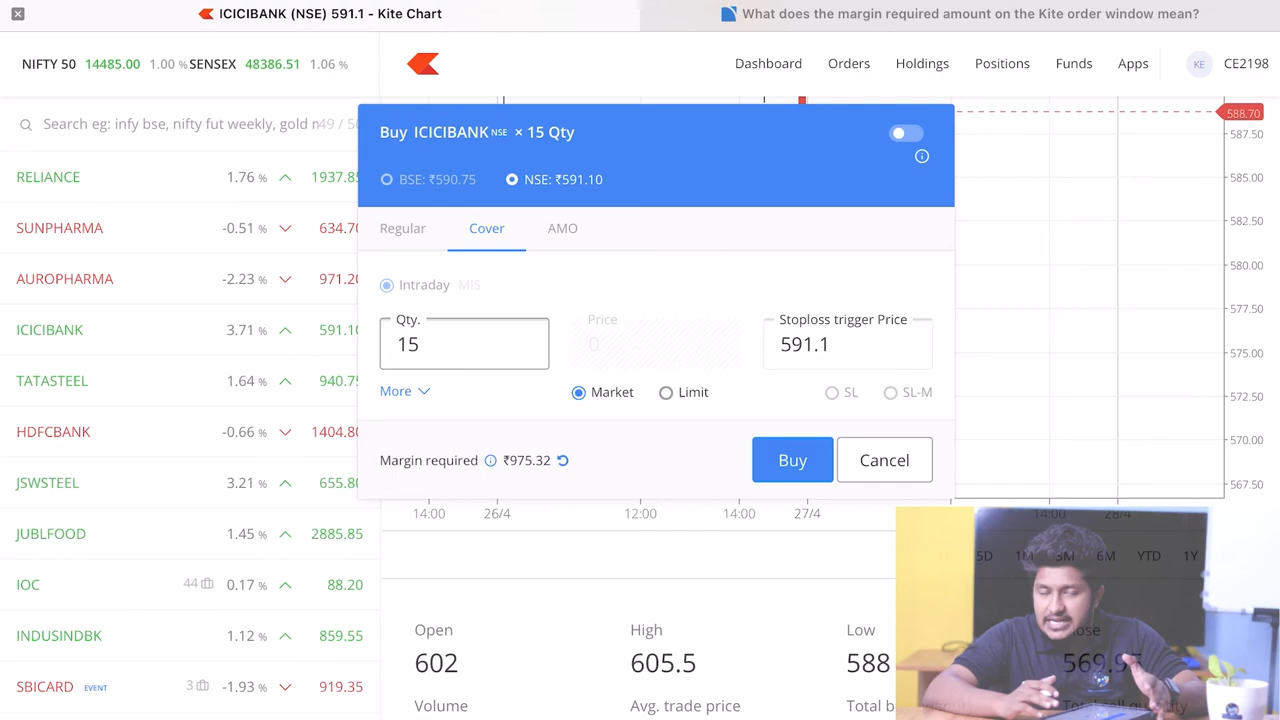 ICICIBANK (NSE) 591.1 - Kite Chart
What does the margin required amount on the Kite order window mean?
NIFTY 50 14485.00 1.00 % SENSEX 48386.51 1.06 %
Dashboard Orders Holdings Positions Funds Apps KE CE2198
Search eg: infy bse, nifty fut weekly, gold 49 / 50
588.70
587.50
585.00
582.50
580.00
577.50
575.00
572.50
570.00
567.50
RELIANCE 1.76 % 1937.85
SUNPHARMA -0.51 % 634.70
AUROPHARMA -2.23 % 971.20
ICICIBANK 3.71 % 591.10
TATASTEEL 1.64 % 940.75
HDFCBANK -0.66 % 1404.80
JSWSTEEL 3.21 % 655.80
JUBLFOOD 1.45 % 2885.85
IOC 44 0.17 % 88.20
INDUSINDBK 1.12 % 859.55
SBICARD EVENT 3 -1.93 % 919.35
Buy ICICIBANK NSE × 15 Qty
BSE: ₹590.75 NSE: ₹591.10
Regular Cover AMO
Intraday MIS
Qty. Price Stoploss trigger Price
15 0 591.1
More Market Limit SL SL-M
Margin required ₹975.32 Buy Cancel
14:00 26/4 12:00 14:00 27/4 14:00 28/4
5D 1M 3M 6M YTD 1Y
Open High Low
602 605.5 588
Volume Avg. trade price